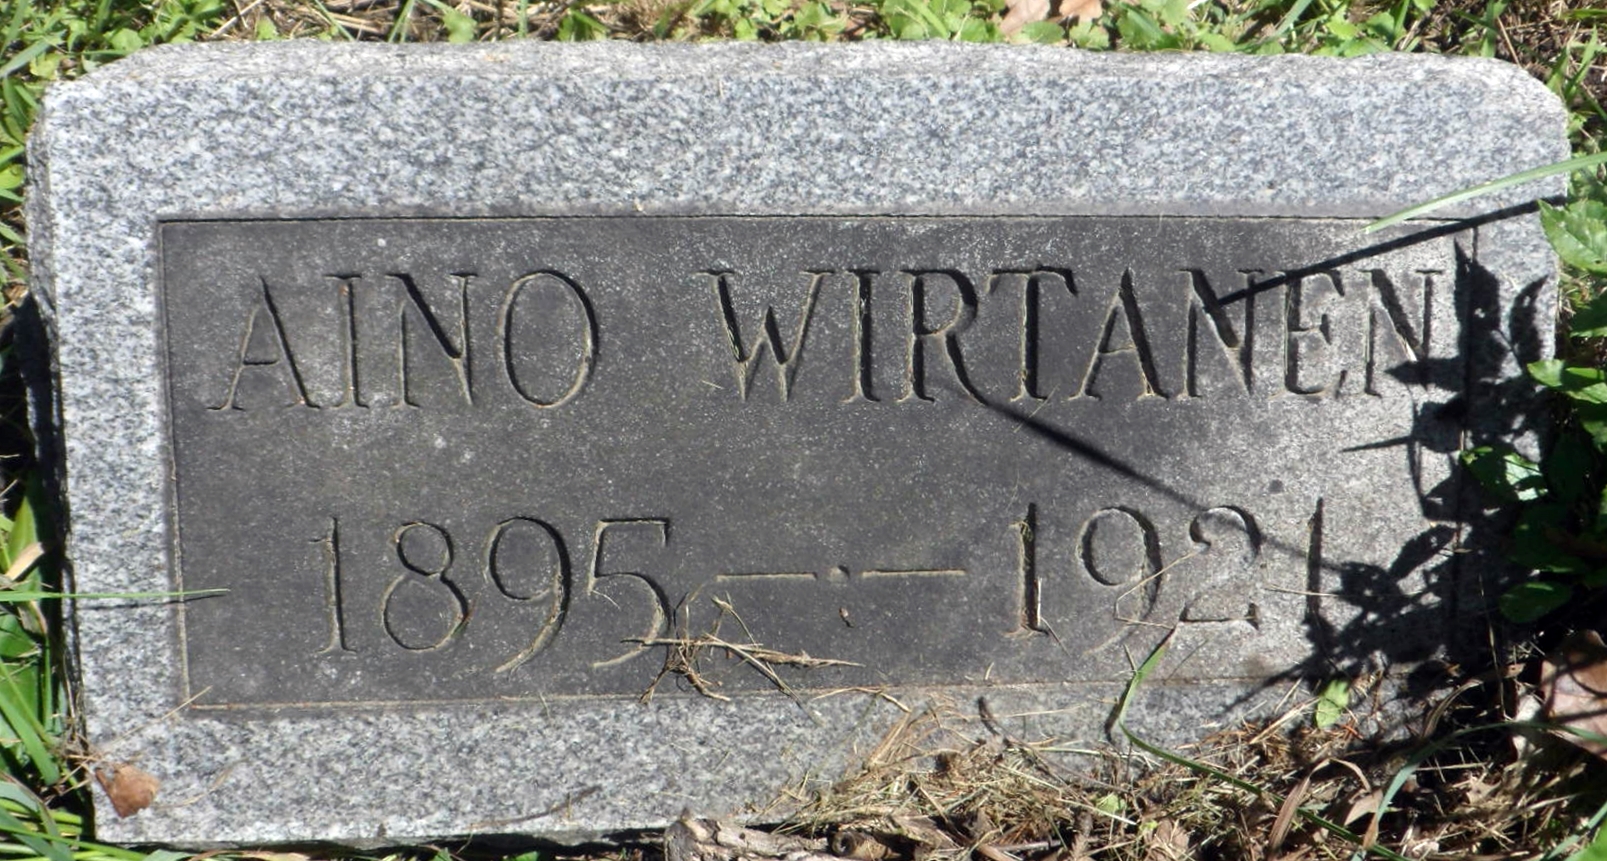 AINO WIRTANEN
1895 —·— 1921